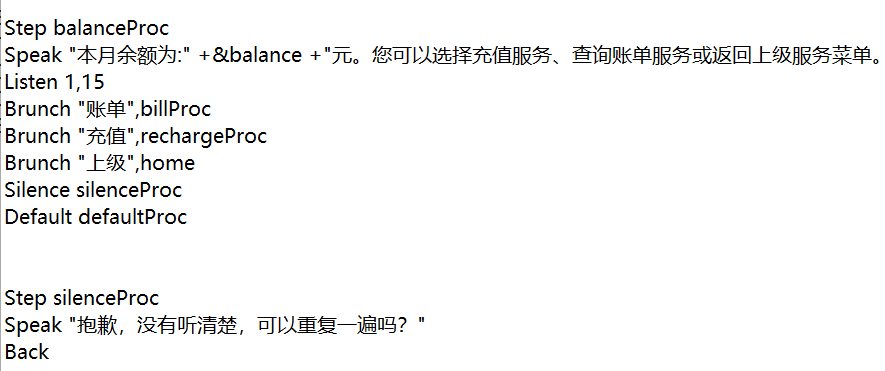 Step balanceProc
Speak "本月余额为:" +&balance +"元。您可以选择充值服务、查询账单服务或返回上级服务菜单。
Listen 1,15
Brunch "账单",billProc
Brunch "充值",rechargeProc
Brunch "上级",home
Silence silenceProc
Default defaultProc
Step silenceProc
Speak "抱歉，没有听清楚，可以重复一遍吗？"
Back